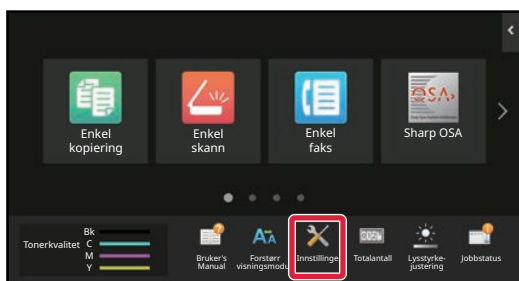 Enkel
kopiering
Enkel
skann
Enkel
faks
Sharp OSA
Tonerkvalitet
Bk
C
M
Y
Bruker's
Manual
Forstørr
visningsmodu
Innstillinge
Totalantall
Lysstyrke-
justering
Jobbstatus